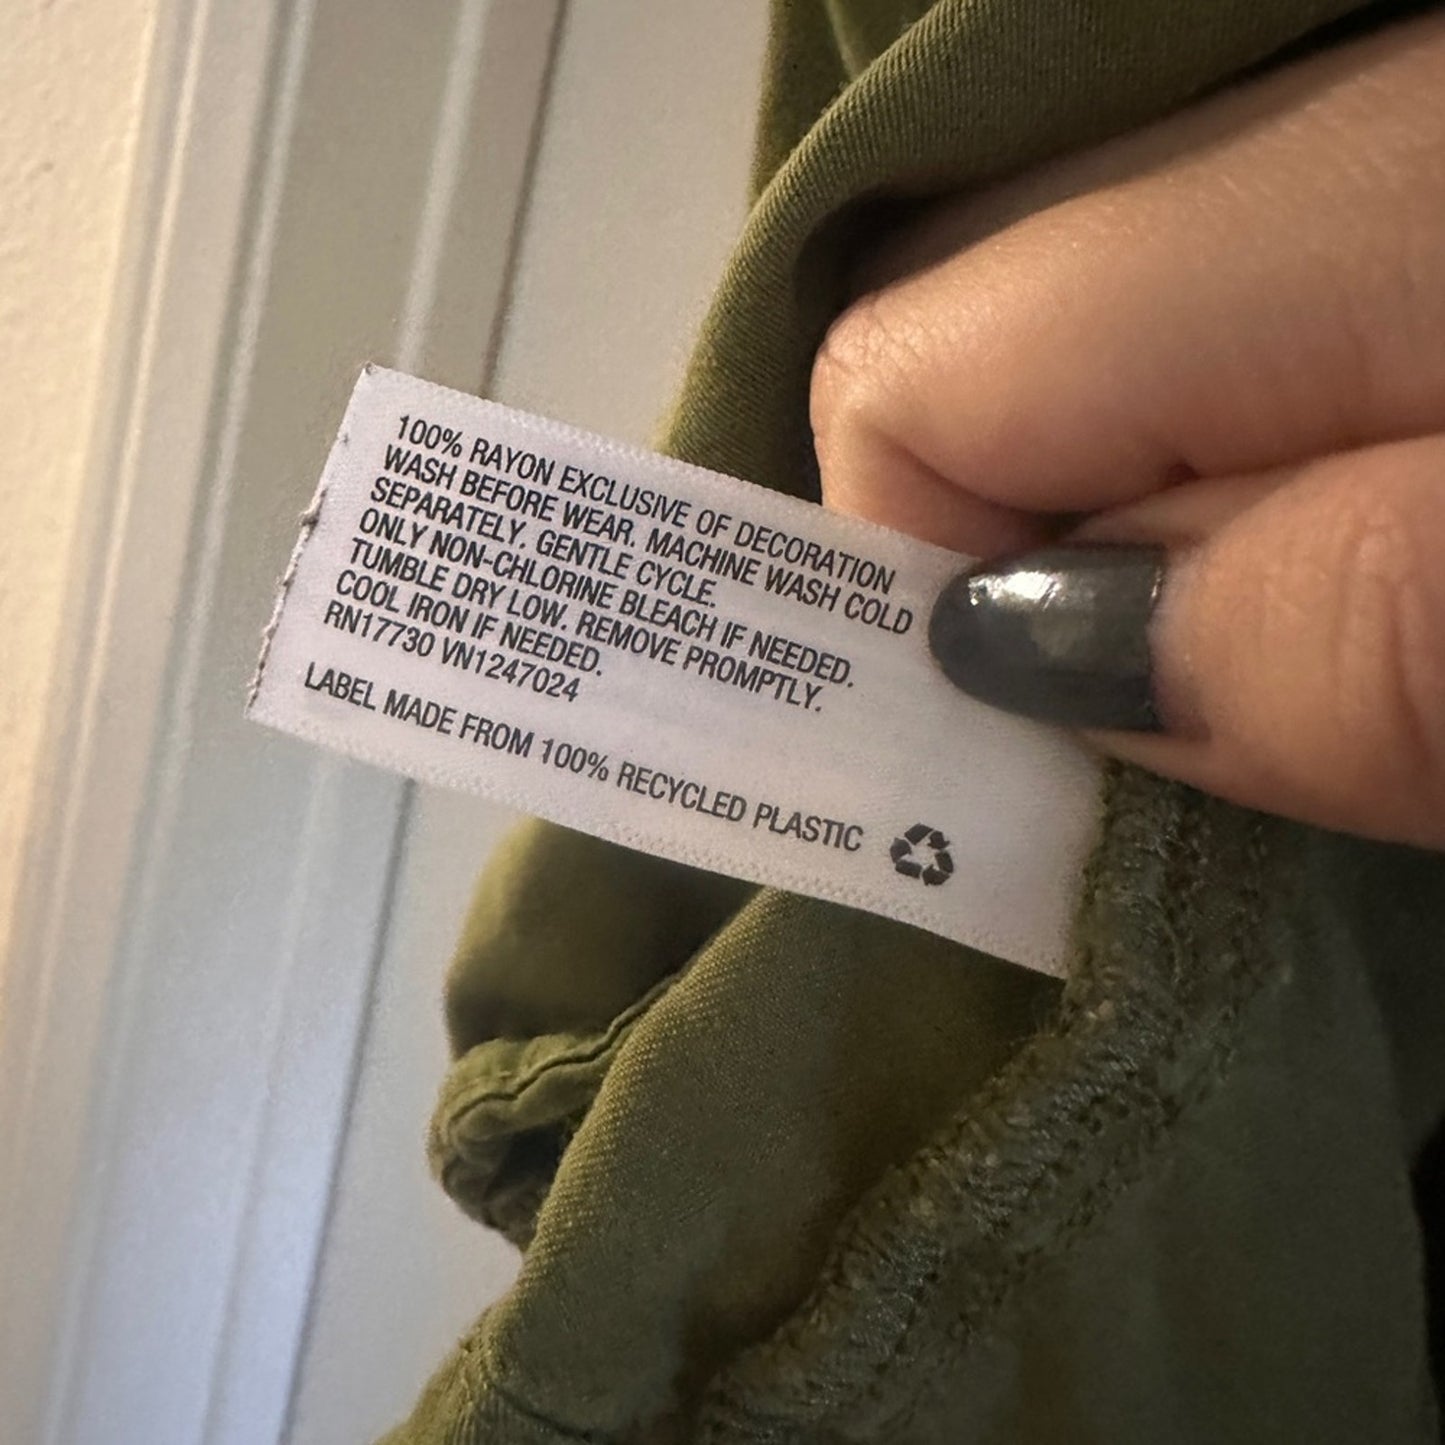 100% RAYON EXCLUSIVE OF DECORATION
WASH BEFORE WEAR. MACHINE WASH COLD
SEPARATELY. GENTLE CYCLE.
ONLY NON-CHLORINE BLEACH IF NEEDED.
TUMBLE DRY LOW. REMOVE PROMPTLY.
COOL IRON IF NEEDED.
RN17730 VN1247024
LABEL MADE FROM 100% RECYCLED PLASTIC